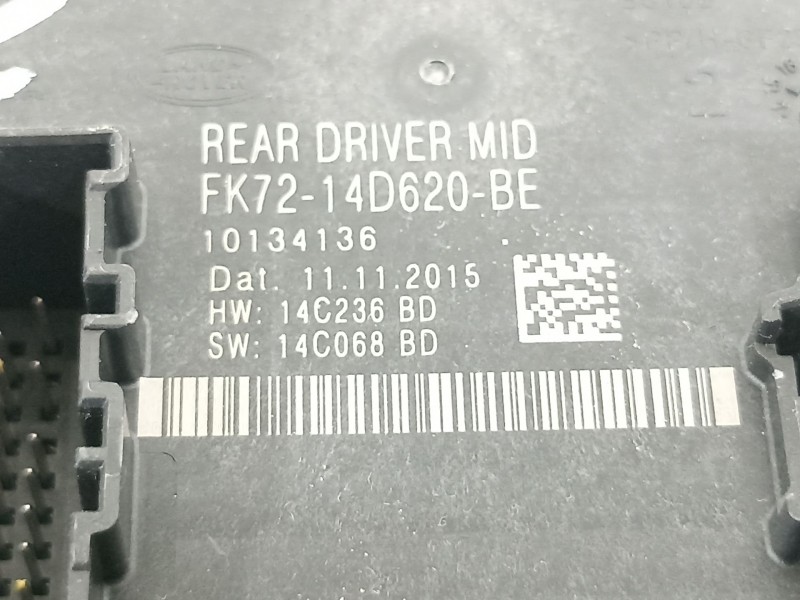 REAR DRIVER MID
FK72-14D620-BE
10134136
Dat. 11.11.2015
HW: 14C236 BD
SW: 14C068 BD